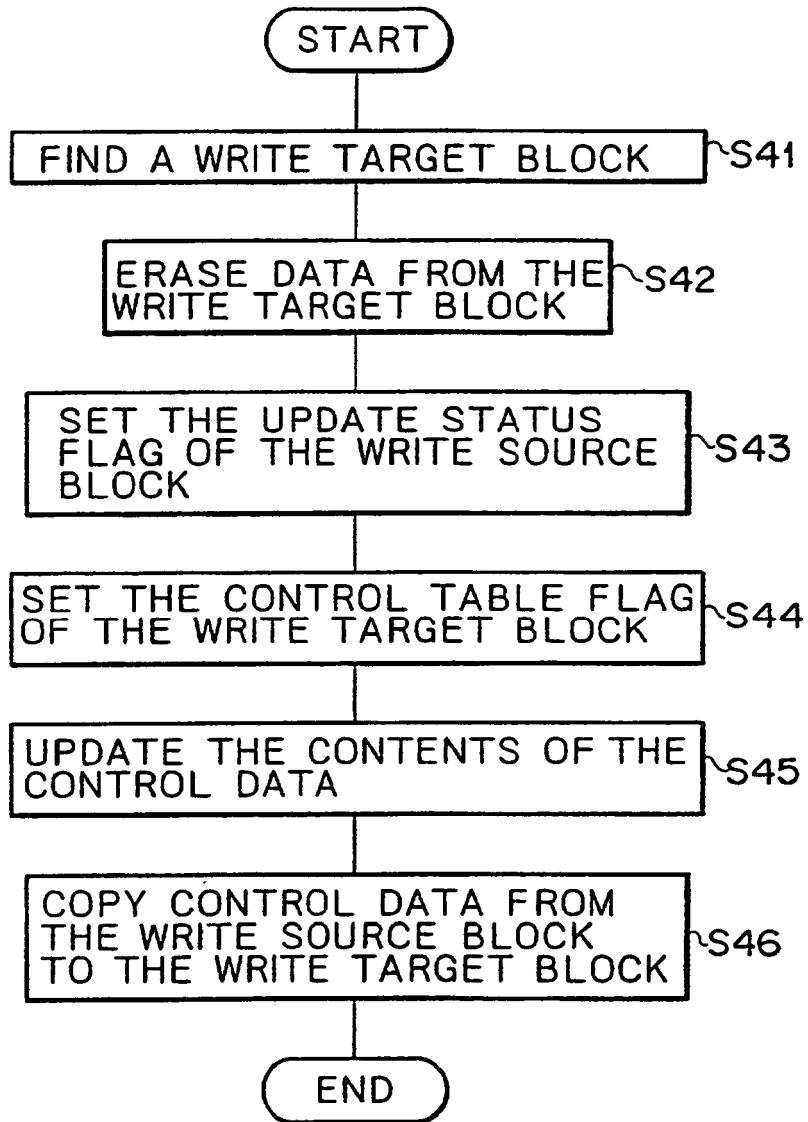 START
FIND A WRITE TARGET BLOCK
S41
ERASE DATA FROM THE
WRITE TARGET BLOCK
S42
SET THE UPDATE STATUS
FLAG OF THE WRITE SOURCE
BLOCK
S43
SET THE CONTROL TABLE FLAG
OF THE WRITE TARGET BLOCK
S44
UPDATE THE CONTENTS OF THE
CONTROL DATA
S45
COPY CONTROL DATA FROM
THE WRITE SOURCE BLOCK
TO THE WRITE TARGET BLOCK
S46
END